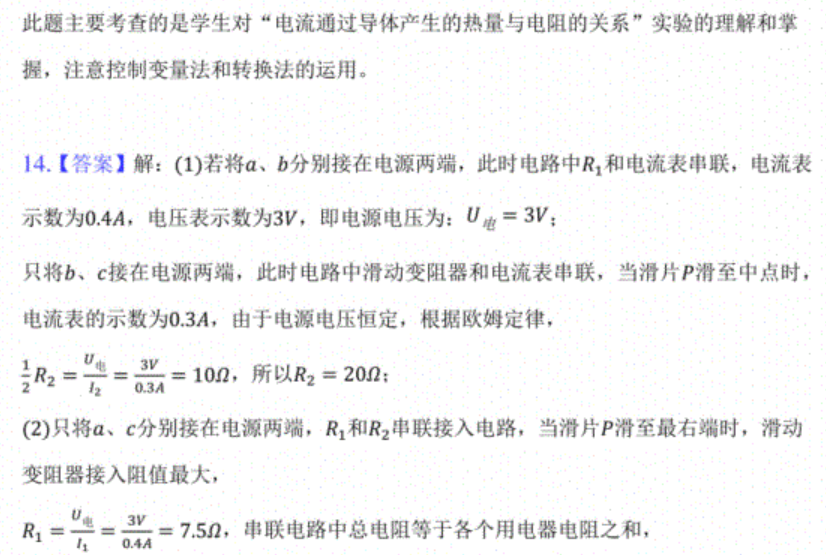 此题主要考查的是学生对“电流通过导体产生的热量与电阻的关系”实验的理解和掌
握，注意控制变量法和转换法的运用。
14.【答案】解：(1)若将a、b分别接在电源两端，此时电路中R₁和电流表串联，电流表
示数为0.4A，电压表示数为3V，即电源电压为：U电 = 3V；
只将b、c接在电源两端，此时电路中滑动变阻器和电流表串联，当滑片P滑至中点时，
电流表的示数为0.3A，由于电源电压恒定，根据欧姆定律，
1/2 R₂ = U电/I₂ = 3V/0.3A = 10Ω，所以R₂ = 20Ω；
(2)只将a、c分别接在电源两端，R₁和R₂串联接入电路，当滑片P滑至最右端时，滑动
变阻器接入阻值最大，
R₁ = U电/I₁ = 3V/0.4A = 7.5Ω，串联电路中总电阻等于各个用电器电阻之和，